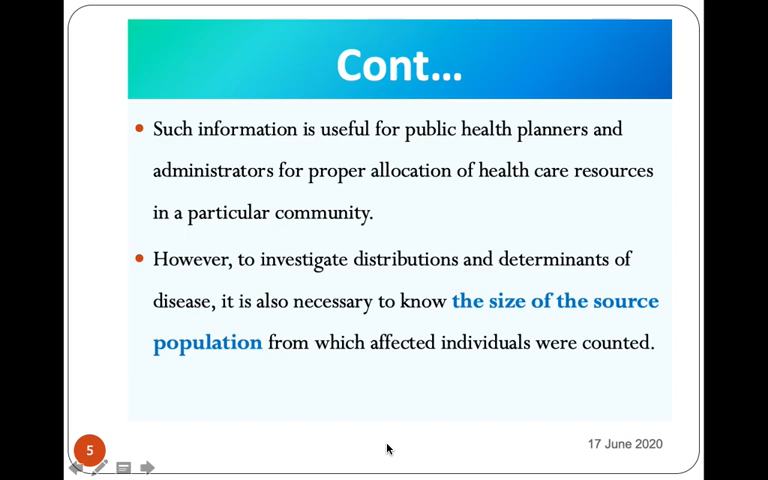 Cont...
• Such information is useful for public health planners and
administrators for proper allocation of health care resources
in a particular community.
• However, to investigate distributions and determinants of
disease, it is also necessary to know the size of the source
population from which affected individuals were counted.
17 June 2020
5